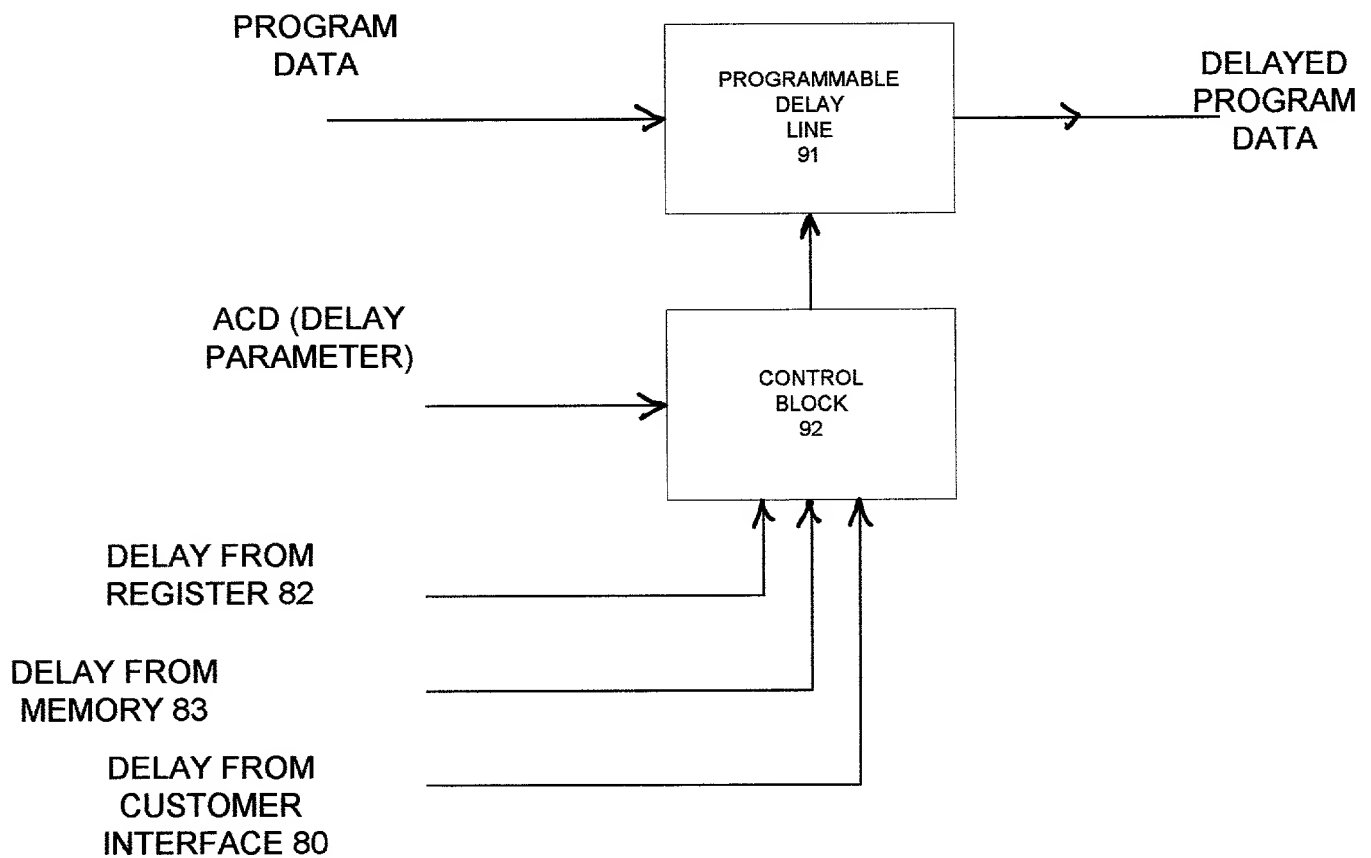 PROGRAM
DATA
PROGRAMMABLE
DELAY
LINE
91
DELAYED
PROGRAM
DATA
ACD (DELAY
PARAMETER)
CONTROL
BLOCK
92
DELAY FROM
REGISTER 82
DELAY FROM
MEMORY 83
DELAY FROM
CUSTOMER
INTERFACE 80